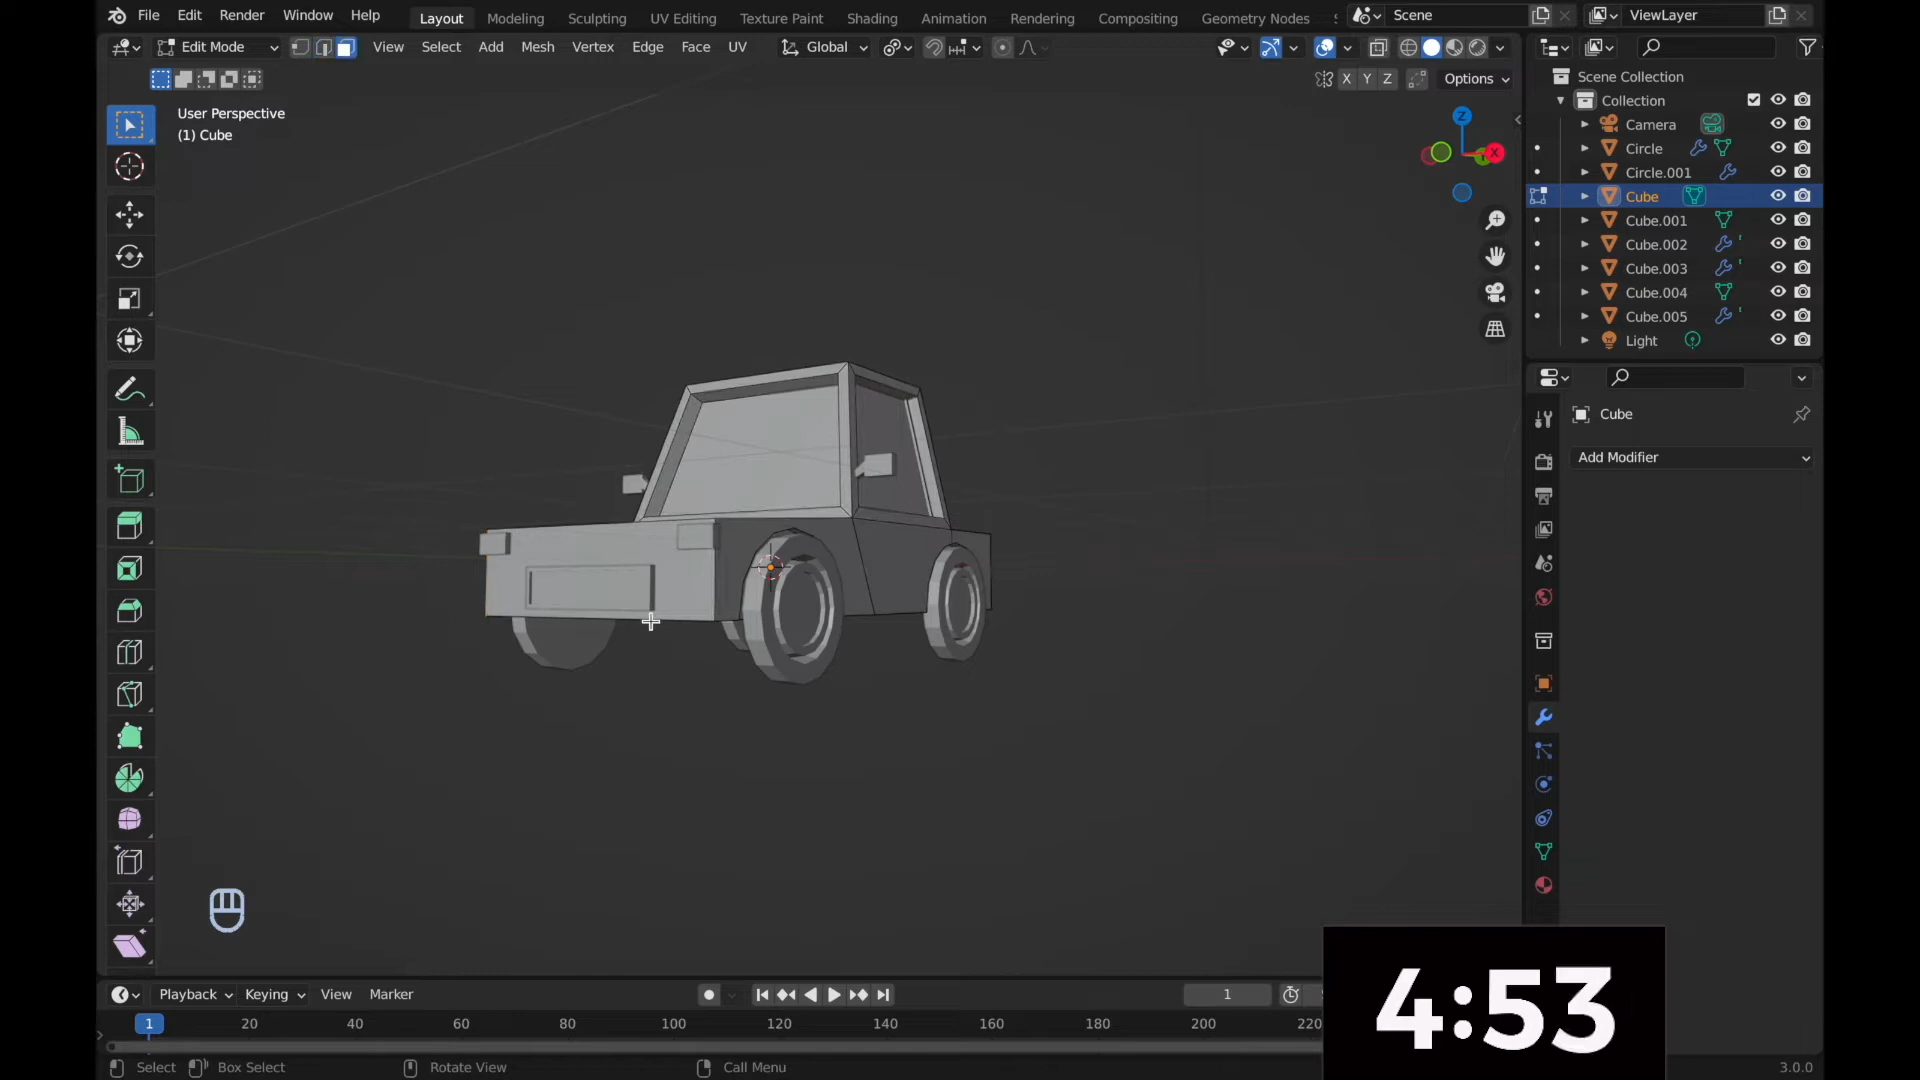 File Edit Render Window Help Layout Modeling Sculpting UV Editing Texture Paint Shading Animation Rendering Compositing Geometry Nodes Scene ViewLayer
Edit Mode View Select Add Mesh Vertex Edge Face UV Global
X Y Z Options
User Perspective
(1) Cube
Z
X
Scene Collection
Collection
Camera
Circle
Circle.001
Cube
Cube.001
Cube.002
Cube.003
Cube.004
Cube.005
Light
Cube
Add Modifier
Playback Keying View Marker 1
1 20 40 60 80 100 120 140 160 180 200 220
4:53
Select Box Select Rotate View Call Menu 3.0.0